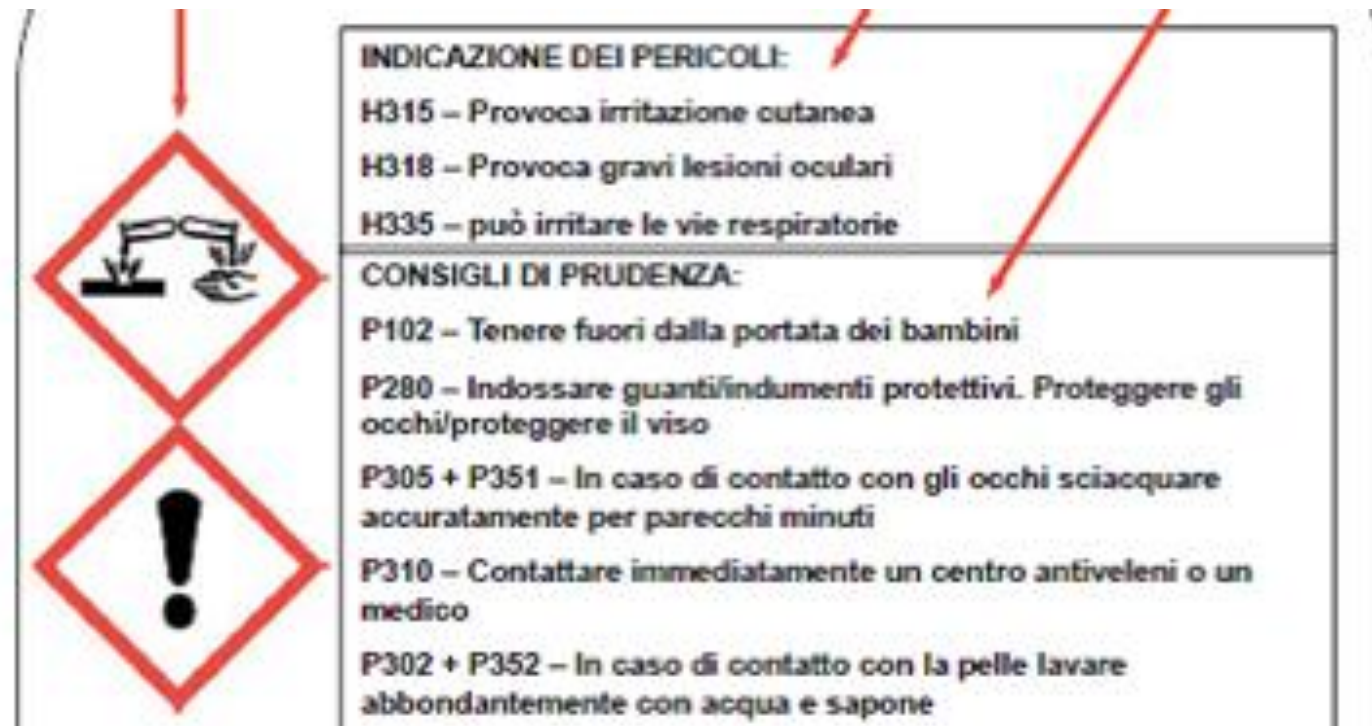 INDICAZIONE DEI PERICOLI:
H315 – Provoca irritazione cutanea
H318 – Provoca gravi lesioni oculari
H335 – può irritare le vie respiratorie
CONSIGLI DI PRUDENZA:
P102 – Tenere fuori dalla portata dei bambini
P280 – Indossare guanti/indumenti protettivi. Proteggere gli
occhi/proteggere il viso
P305 + P351 – In caso di contatto con gli occhi sciacquare
accuratamente per parecchi minuti
P310 – Contattare immediatamente un centro antiveleni o un
medico
P302 + P352 – In caso di contatto con la pelle lavare
abbondantemente con acqua e sapone